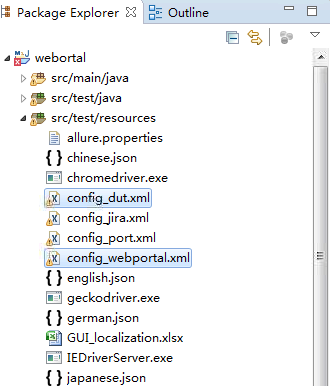 Package Explorer Outline
webortal
src/main/java
src/test/java
src/test/resources
allure.properties
chinese.json
chromedriver.exe
config_dut.xml
config_jira.xml
config_port.xml
config_webportal.xml
english.json
geckodriver.exe
german.json
GUI_localization.xlsx
IEDriverServer.exe
japanese.json